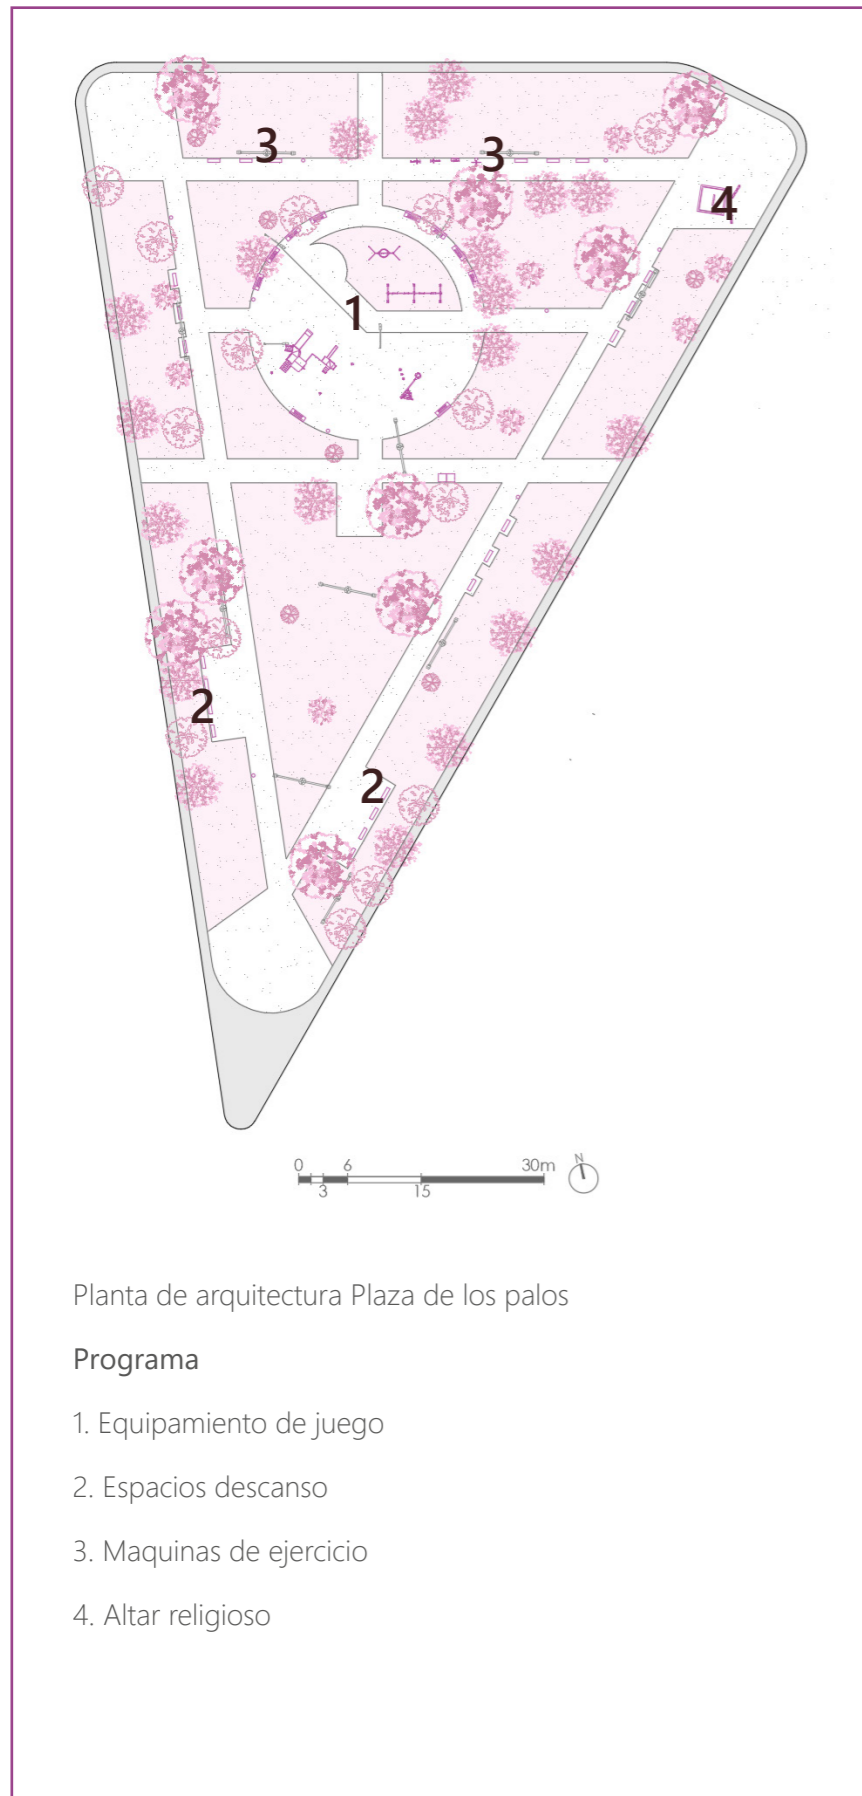 3
3
4
1
2
2
0 6 30m N
3 15
Planta de arquitectura Plaza de los palos
Programa
1. Equipamiento de juego
2. Espacios descanso
3. Maquinas de ejercicio
4. Altar religioso